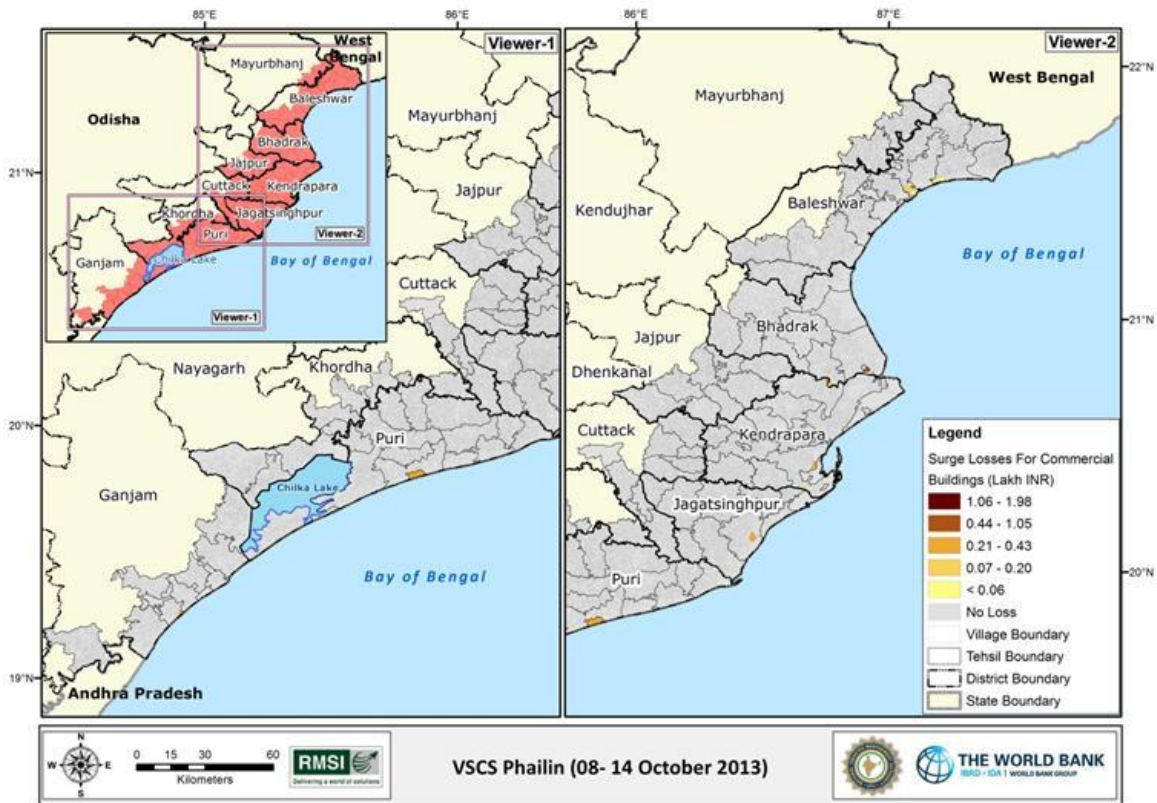 85°E
86°E
86°E
87°E
Viewer-1
Viewer-2
West
Bengal
Mayurbhanj
Baleshwar
Odisha
Bhadrak
Jajpur
Cuttack
Kendrapara
Khordha
Jagatsinghpur
Puri
Viewer-2
Ganjam
Chilka Lake
Bay of Bengal
Viewer-1
21°N
20°N
19°N
Mayurbhanj
Jajpur
Cuttack
Nayagarh
Khordha
Puri
Ganjam
Chilka Lake
Bay of Bengal
Andhra Pradesh
22°N
21°N
20°N
West Bengal
Mayurbhanj
Baleshwar
Kendujhar
Bay of Bengal
Bhadrak
Jajpur
Dhenkanal
Cuttack
Kendrapara
Jagatsinghpur
Puri
Legend
Surge Losses For Commercial
Buildings (Lakh INR)
1.06 - 1.98
0.44 - 1.05
0.21 - 0.43
0.07 - 0.20
< 0.06
No Loss
Village Boundary
Tehsil Boundary
District Boundary
State Boundary
N
W
E
S
0 15 30 60
Kilometers
RMSI
Delivering a world of solutions
VSCS Phailin (08- 14 October 2013)
THE WORLD BANK
IBRD • IDA | WORLD BANK GROUP